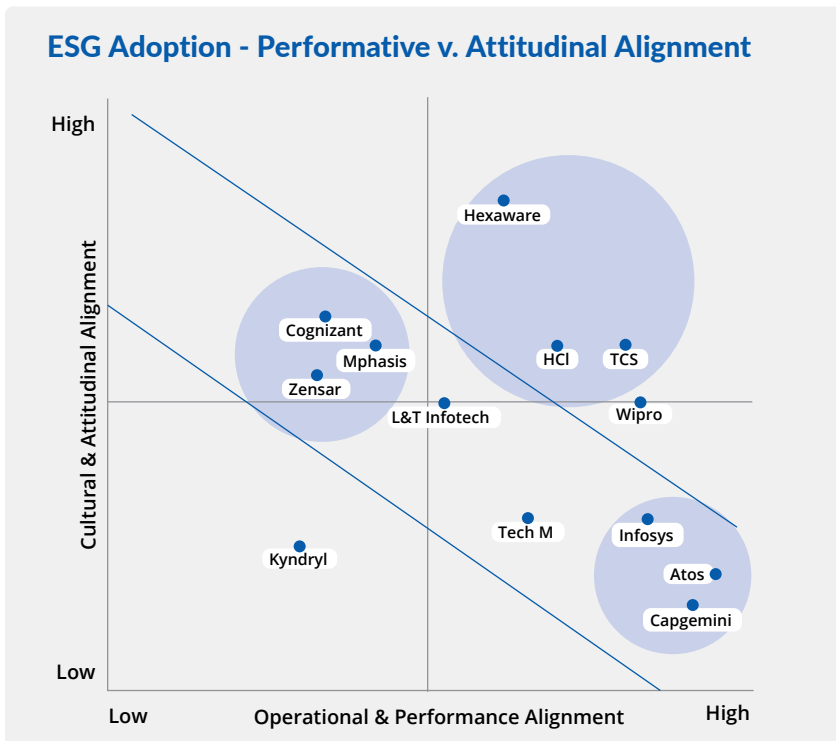 ESG Adoption - Performative v. Attitudinal Alignment
High
Cultural & Attitudinal Alignment
Hexaware
Cognizant
Mphasis
HCl
TCS
Zensar
L&T Infotech
Wipro
Tech M
Infosys
Kyndryl
Atos
Capgemini
Low
Low
Operational & Performance Alignment
High